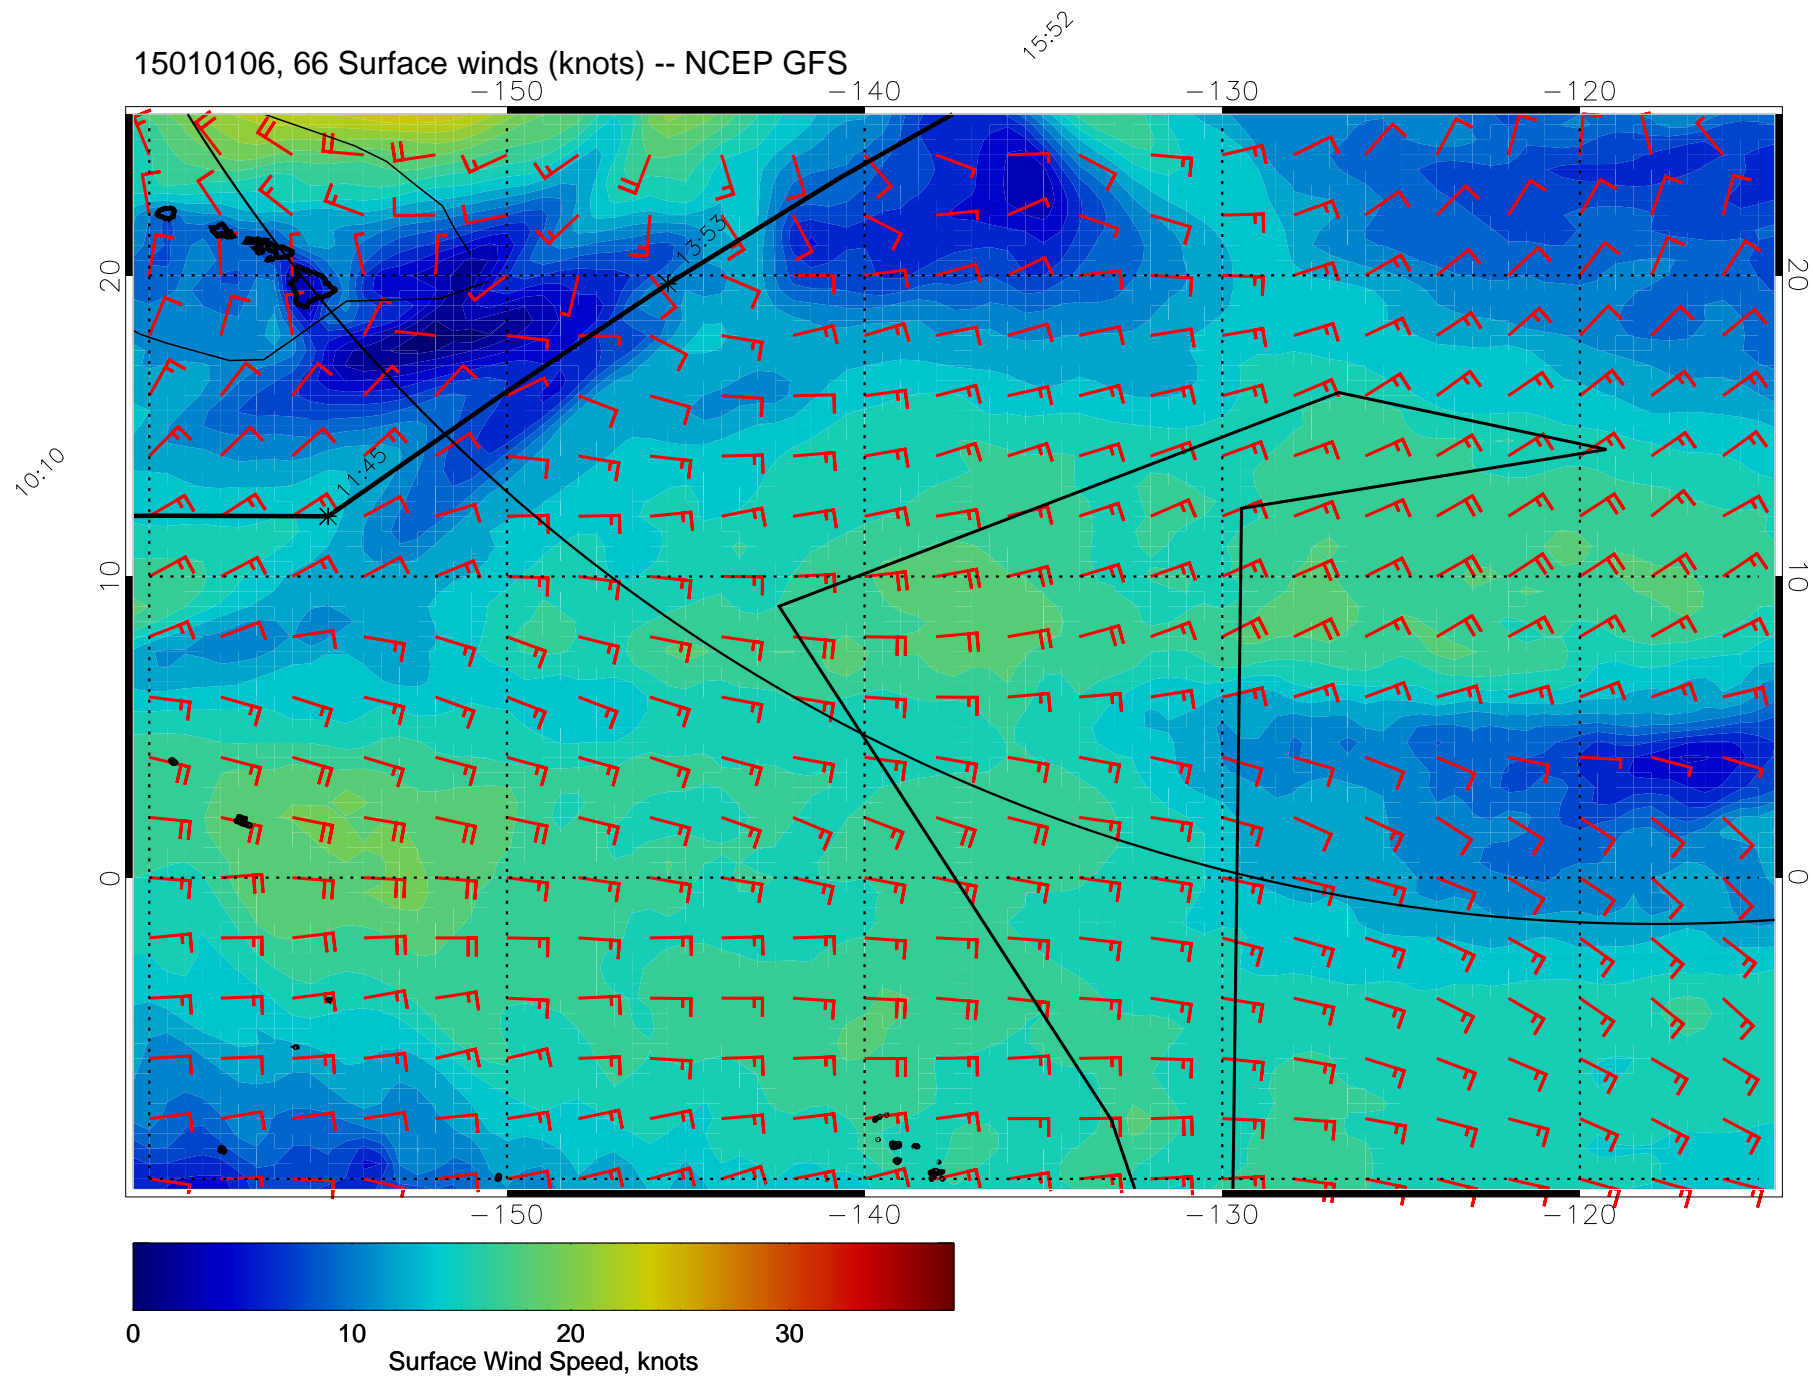 15:52
15010106, 66 Surface winds (knots) -- NCEP GFS
-150 -140 -130 -120
13:53
20 20
10:10
11:45
10 10
0 0
-150 -140 -130 -120
0 10 20 30
Surface Wind Speed, knots